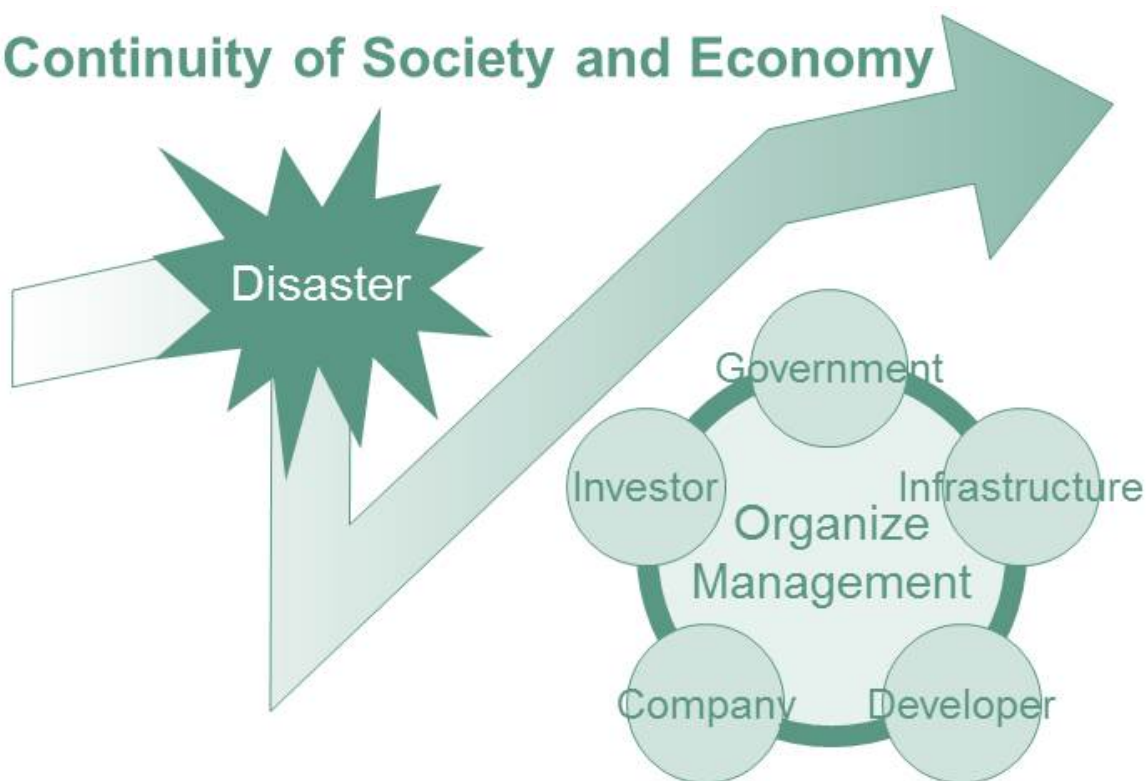 Continuity of Society and Economy
Disaster
Government
Investor
Infrastructure
Organize
Management
Company
Developer